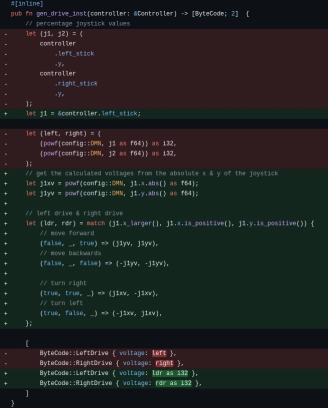 #[inline]
pub fn gen_drive_inst(controller: &Controller) -> [ByteCode; 2] {
    // percentage joystick values
-    let (j1, j2) = (
-        controller
-            .left_stick
-            .y,
-        controller
-            .right_stick
-            .y,
-    );
+    let j1 = &controller.left_stick;

-    let (left, right) = (
-        (powf(config::DMN, j1 as f64)) as i32,
-        (powf(config::DMN, j2 as f64)) as i32,
-    );
+    // get the calculated voltages from the absolute x & y of the joystick
+    let j1xv = powf(config::DMN, j1.x.abs() as f64);
+    let j1yv = powf(config::DMN, j1.y.abs() as f64);
+
+    // left drive & right drive
+    let (ldr, rdr) = match (j1.x_larger(), j1.x.is_positive(), j1.y.is_positive()) {
+        // move forward
+        (false, _, true) => (j1yv, j1yv),
+        // move backwards
+        (false, _, false) => (-j1yv, -j1yv),
+
+        // turn right
+        (true, true, _) => (j1xv, -j1xv),
+        // turn left
+        (true, false, _) => (-j1xv, j1xv),
+    };

    [
-        ByteCode::LeftDrive { voltage: left },
-        ByteCode::RightDrive { voltage: right },
+        ByteCode::LeftDrive { voltage: ldr as i32 },
+        ByteCode::RightDrive { voltage: rdr as i32 },
    ]
}